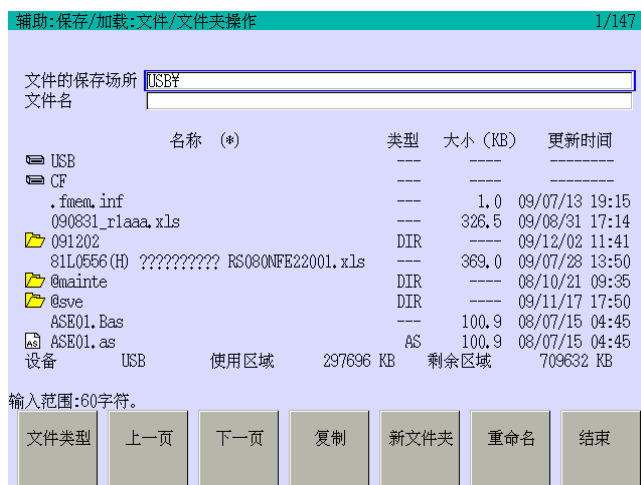 辅助:保存/加载:文件/文件夹操作 1/147
文件的保存场所 USB¥
文件名
名称 (*) 类型 大小 (KB) 更新时间
USB --- ---- --------
CF --- ---- --------
.fmem.inf --- 1.0 09/07/13 19:15
090831_r1aaa.xls --- 326.5 09/08/31 17:14
091202 DIR ---- 09/12/02 11:41
81L0556(H) ?????????? RS080NFE22001.xls --- 369.0 09/07/28 13:50
@mainte DIR ---- 08/10/21 09:35
@sve DIR ---- 09/11/17 17:50
ASE01.Bas --- 100.9 08/07/15 04:45
AS ASE01.as AS 100.9 08/07/15 04:45
设备 USB 使用区域 297696 KB 剩余区域 709632 KB
输入范围:60字符。
文件类型 上一页 下一页 复制 新文件夹 重命名 结束